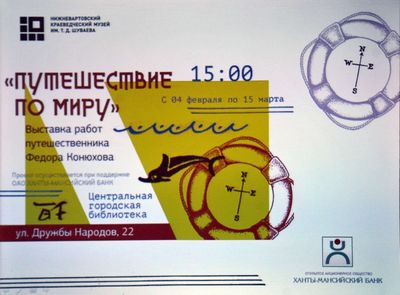 НИЖНЕВАРТОВСКИЙ
КРАЕВЕДЧЕСКИЙ МУЗЕЙ
ИМ. Т. Д. ШУВАЕВА
«ПУТЕШЕСТВИЕ
ПО МИРУ»
15:00
С 04 февраля по 15 марта
Выставка работ
путешественника
Федора Конюхова
Проект осуществляется при поддержке
ОАО ХАНТЫ-МАНСИЙСКИЙ БАНК
Центральная
городская
библиотека
ул. Дружбы Народов, 22
N
W E
S
N
W E
S
ОТКРЫТОЕ АКЦИОНЕРНОЕ ОБЩЕСТВО
ХАНТЫ-МАНСИЙСКИЙ БАНК